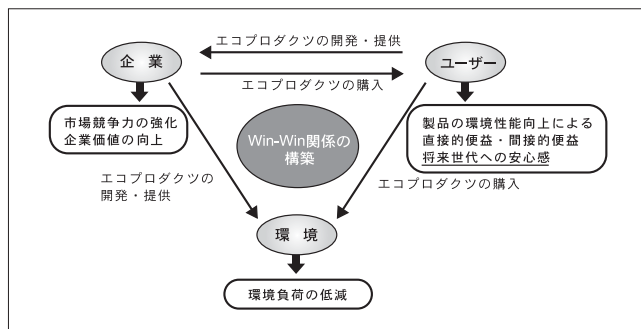 エコプロダクツの開発・提供
企業
ユーザー
エコプロダクツの購入
市場競争力の強化
企業価値の向上
Win-Win関係の
構築
製品の環境性能向上による
直接的便益・間接的便益
将来世代への安心感
エコプロダクツの
開発・提供
エコプロダクツの購入
環境
環境負荷の低減